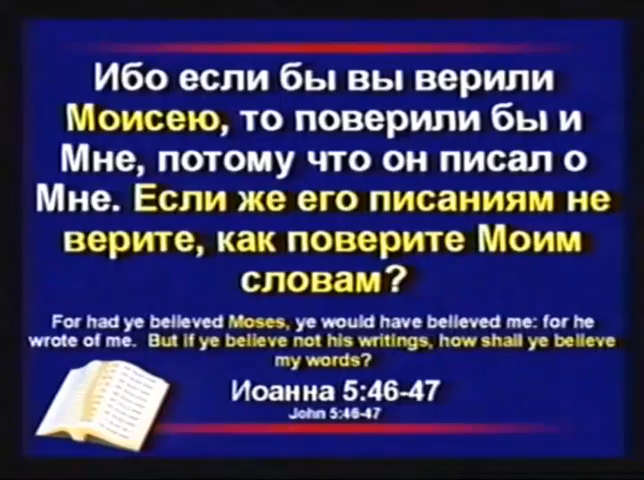 Ибо если бы вы верили
Моисею, то поверили бы и
Мне, потому что он писал о
Мне. Если же его писаниям не
верите, как поверите Моим
словам?
For had ye believed Moses, ye would have believed me: for he
wrote of me. But if ye believe not his writings, how shall ye believe
my words?
Иоанна 5:46-47
John 5:46-47